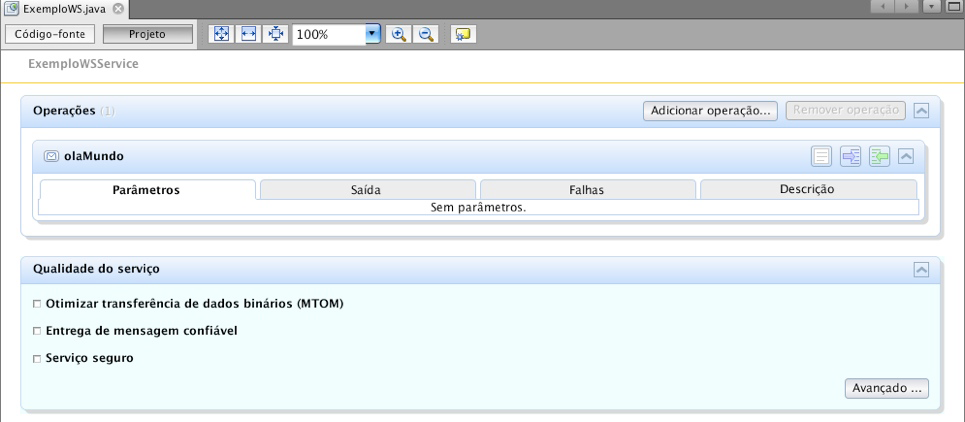 ExemploWS.java
Código-fonte Projeto 100%
ExemploWSService
Operações (1) Adicionar operação... Remover operação
olaMundo
Parâmetros Saída Falhas Descrição
Sem parâmetros.
Qualidade do serviço
Otimizar transferência de dados binários (MTOM)
Entrega de mensagem confiável
Serviço seguro
Avançado ...